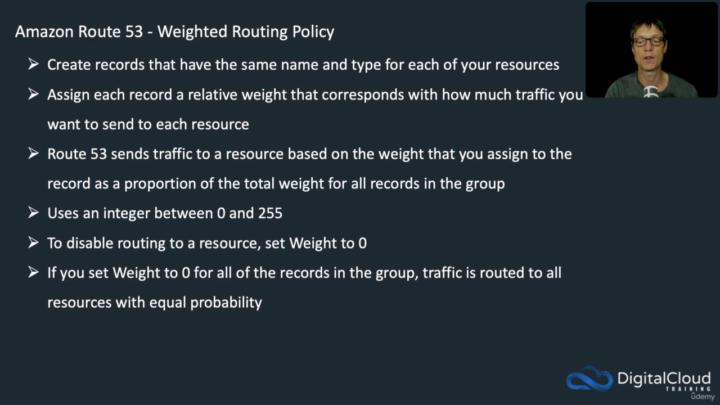 Amazon Route 53 - Weighted Routing Policy
➢ Create records that have the same name and type for each of your resources
➢ Assign each record a relative weight that corresponds with how much traffic you
want to send to each resource
➢ Route 53 sends traffic to a resource based on the weight that you assign to the
record as a proportion of the total weight for all records in the group
➢ Uses an integer between 0 and 255
➢ To disable routing to a resource, set Weight to 0
➢ If you set Weight to 0 for all of the records in the group, traffic is routed to all
resources with equal probability
DigitalCloud
TRAINING
ûdemy